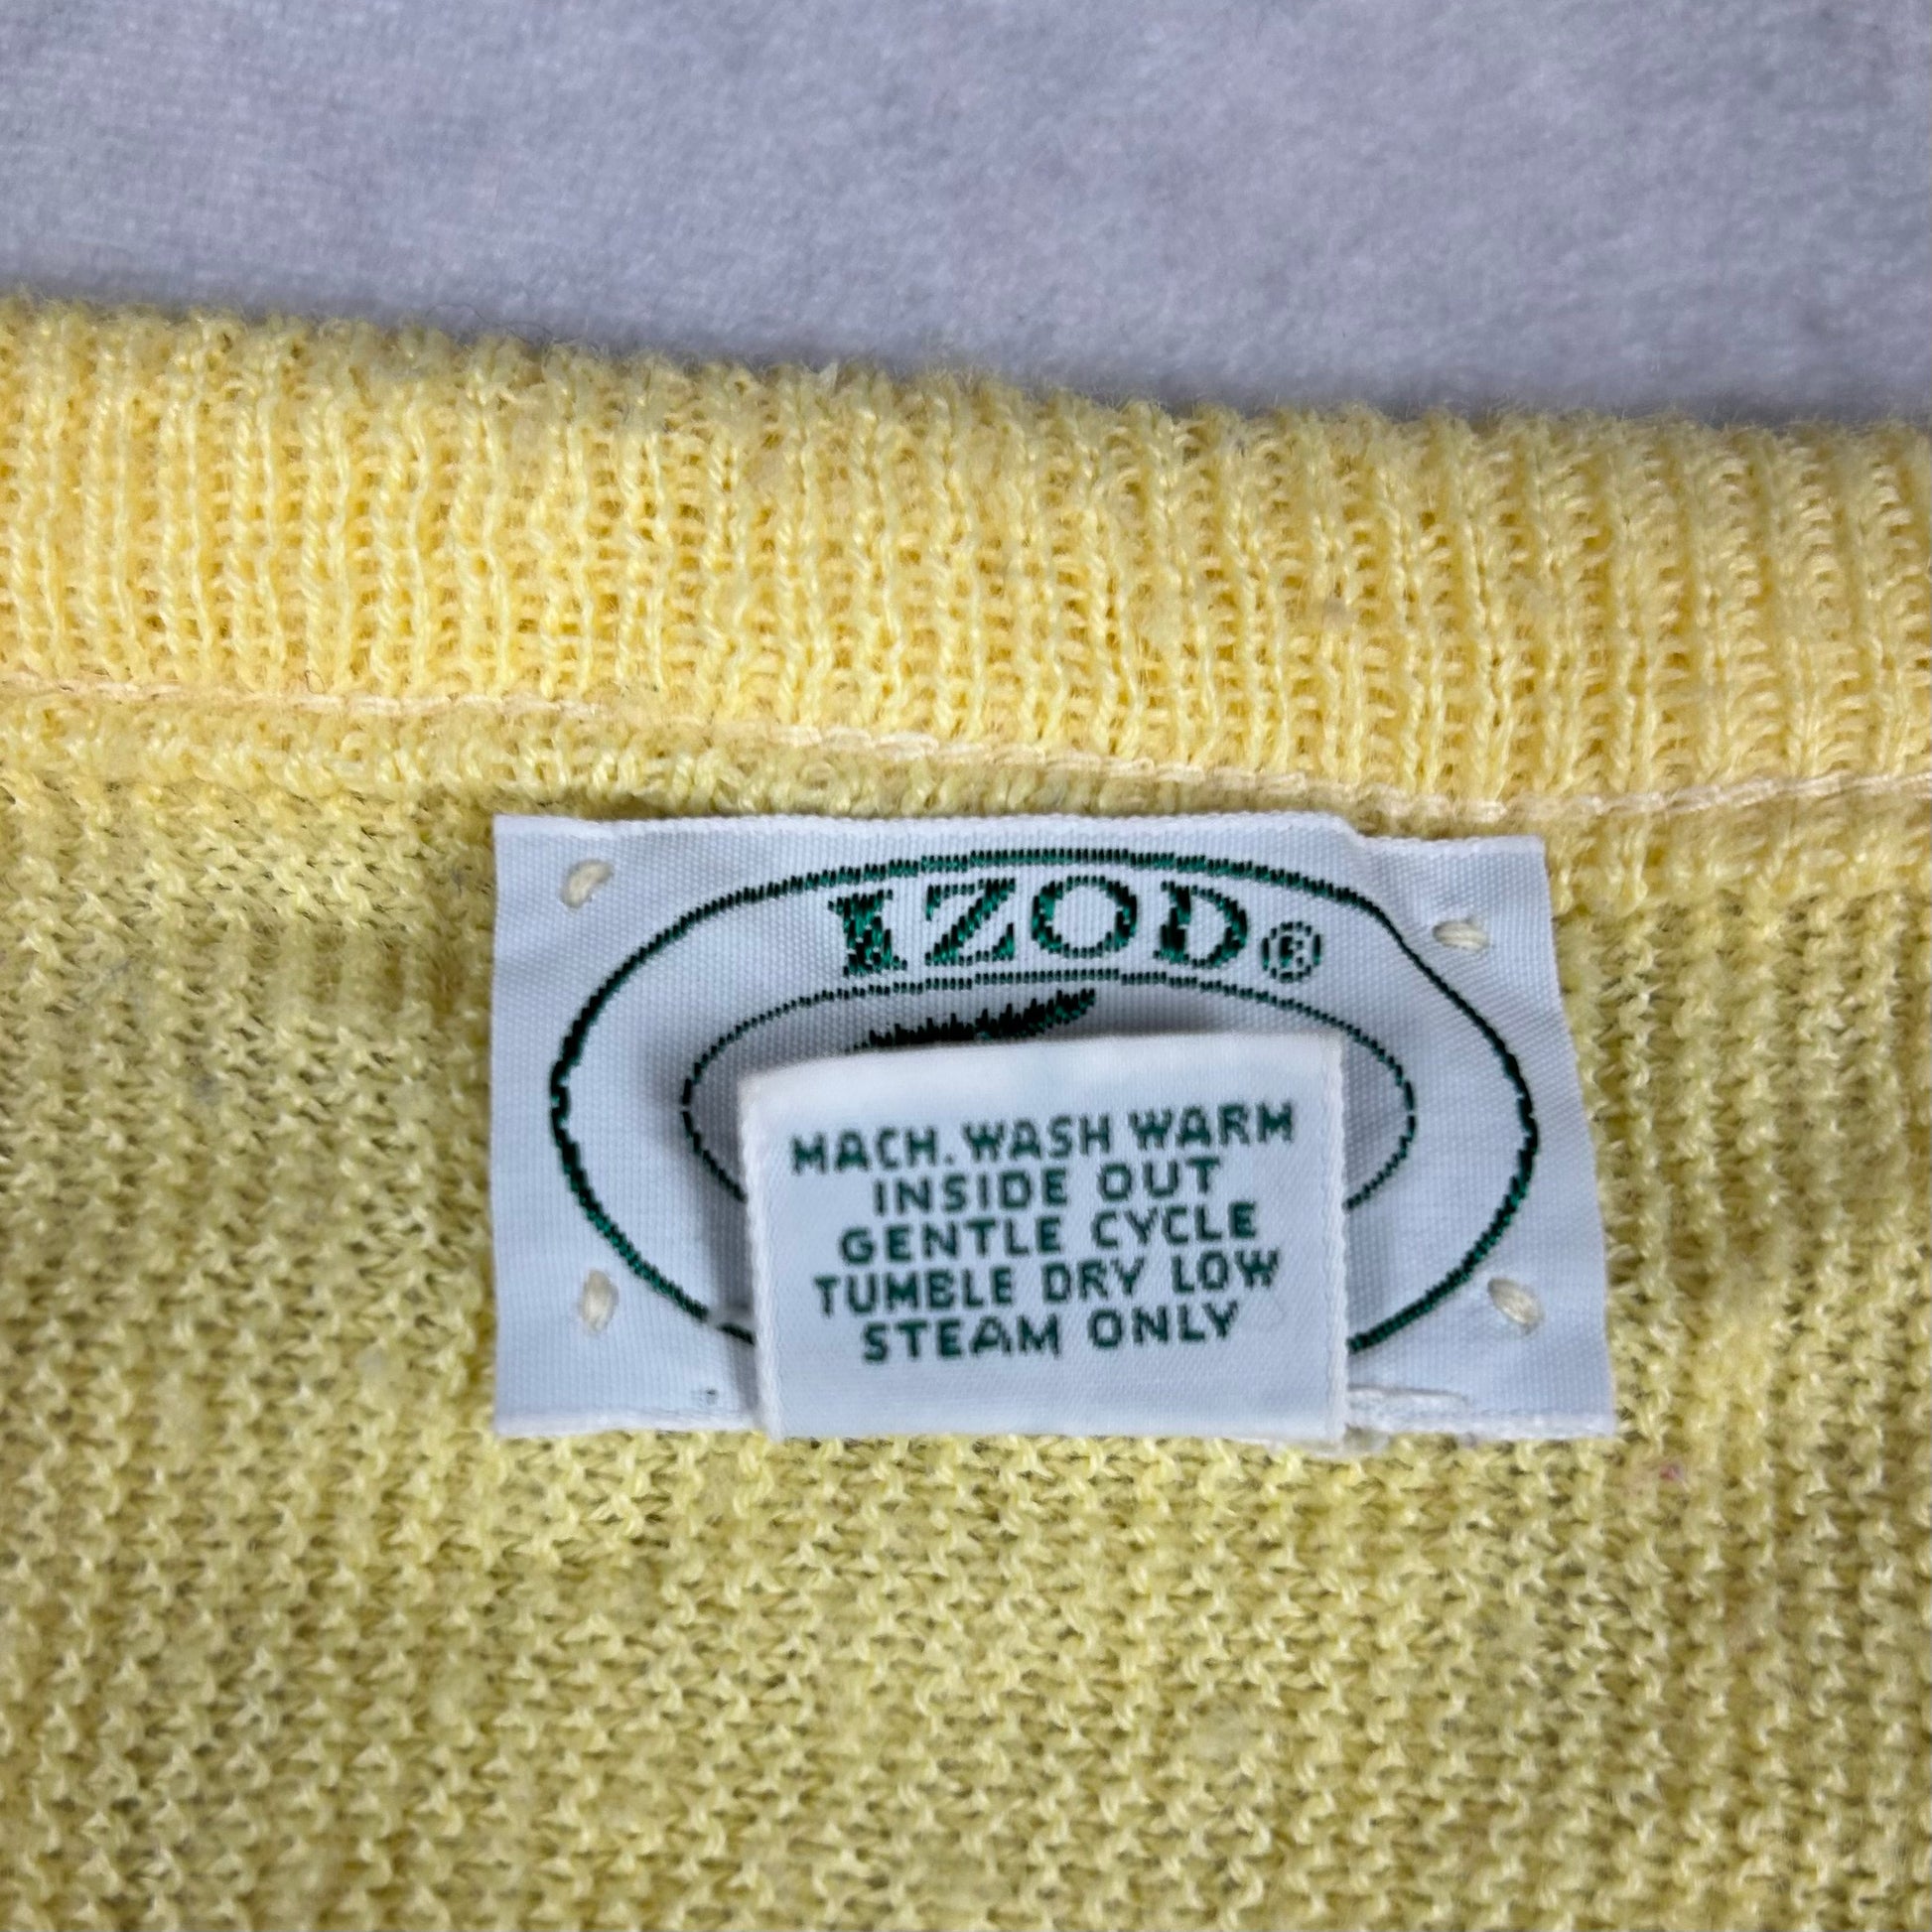 IZOD®
MACH. WASH WARM
INSIDE OUT
GENTLE CYCLE
TUMBLE DRY LOW
STEAM ONLY